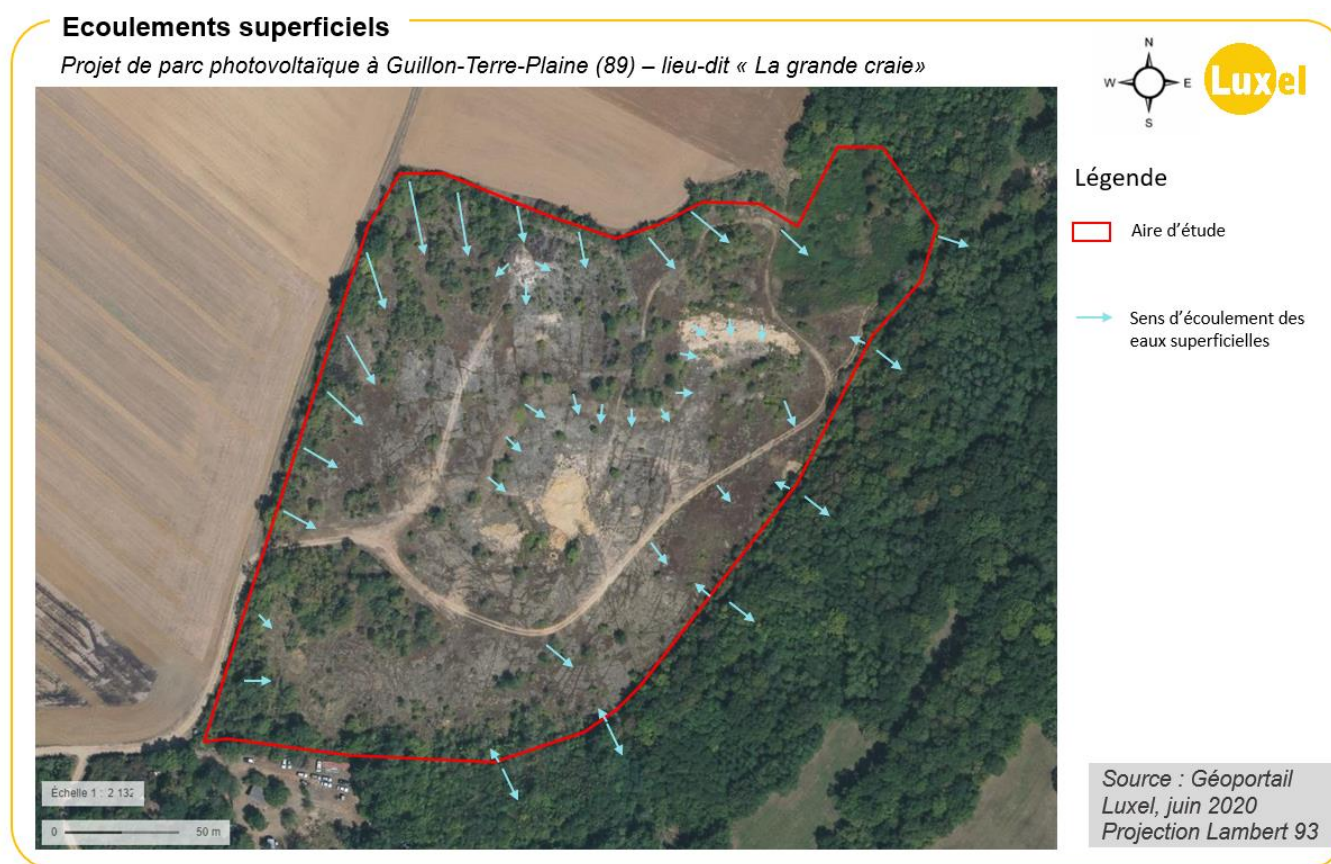 Ecoulements superficiels
Projet de parc photovoltaïque à Guillon-Terre-Plaine (89) – lieu-dit « La grande craie»
N
W
E
S
Luxel
Légende
Aire d'étude
Sens d'écoulement des
eaux superficielles
Échelle 1 : 2 132
0
50 m
Source : Géoportail
Luxel, juin 2020
Projection Lambert 93